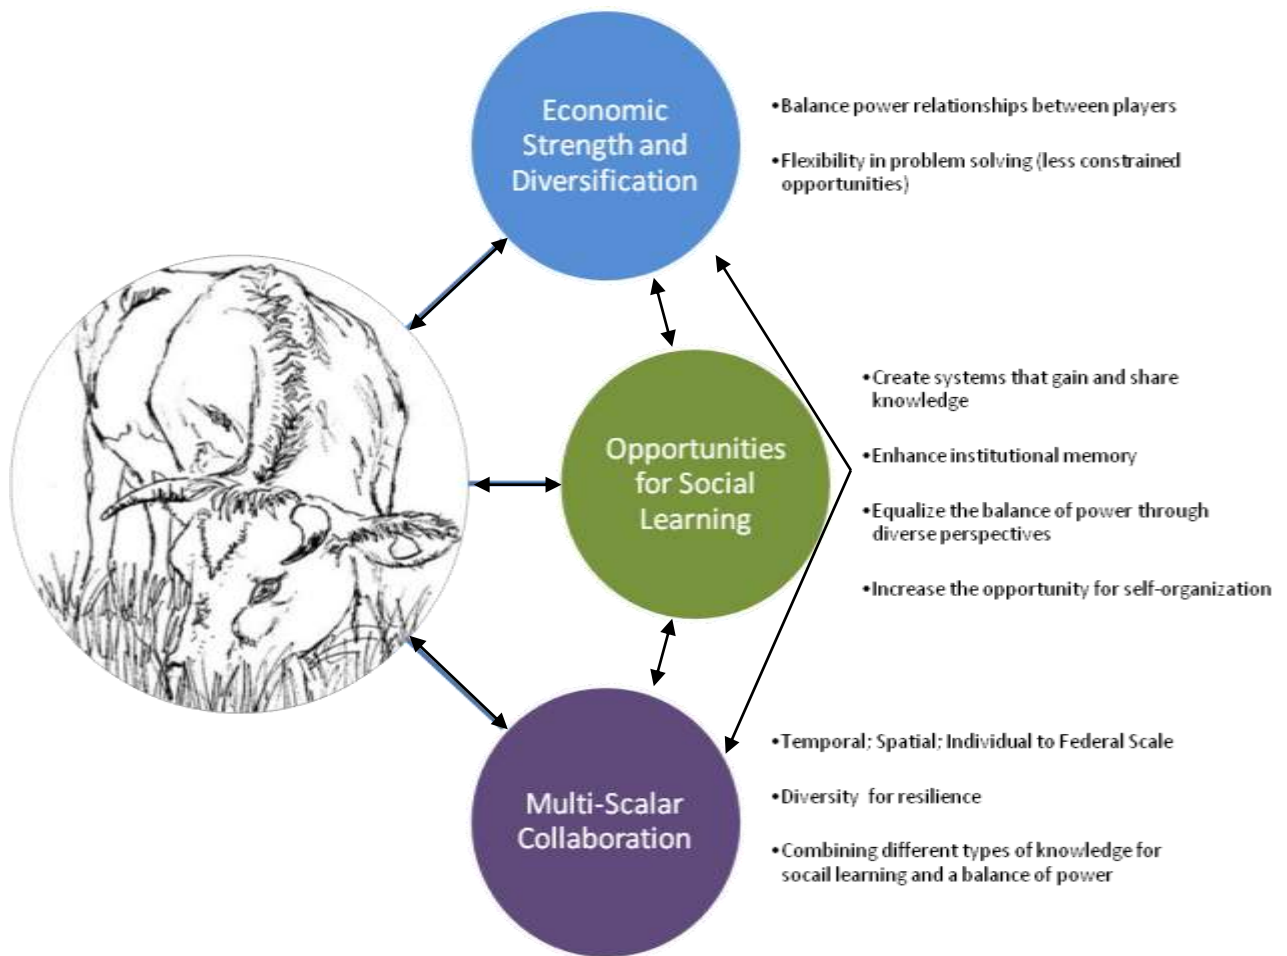 Economic
Strength and
Diversification
•Balance power relationships between players
•Flexibility in problem solving (less constrained
opportunities)
Opportunities
for Social
Learning
•Create systems that gain and share
knowledge
•Enhance institutional memory
•Equalize the balance of power through
diverse perspectives
•Increase the opportunity for self-organization
Multi-Scalar
Collaboration
•Temporal; Spatial; Individual to Federal Scale
•Diversity for resilience
•Combining different types of knowledge for
socail learning and a balance of power